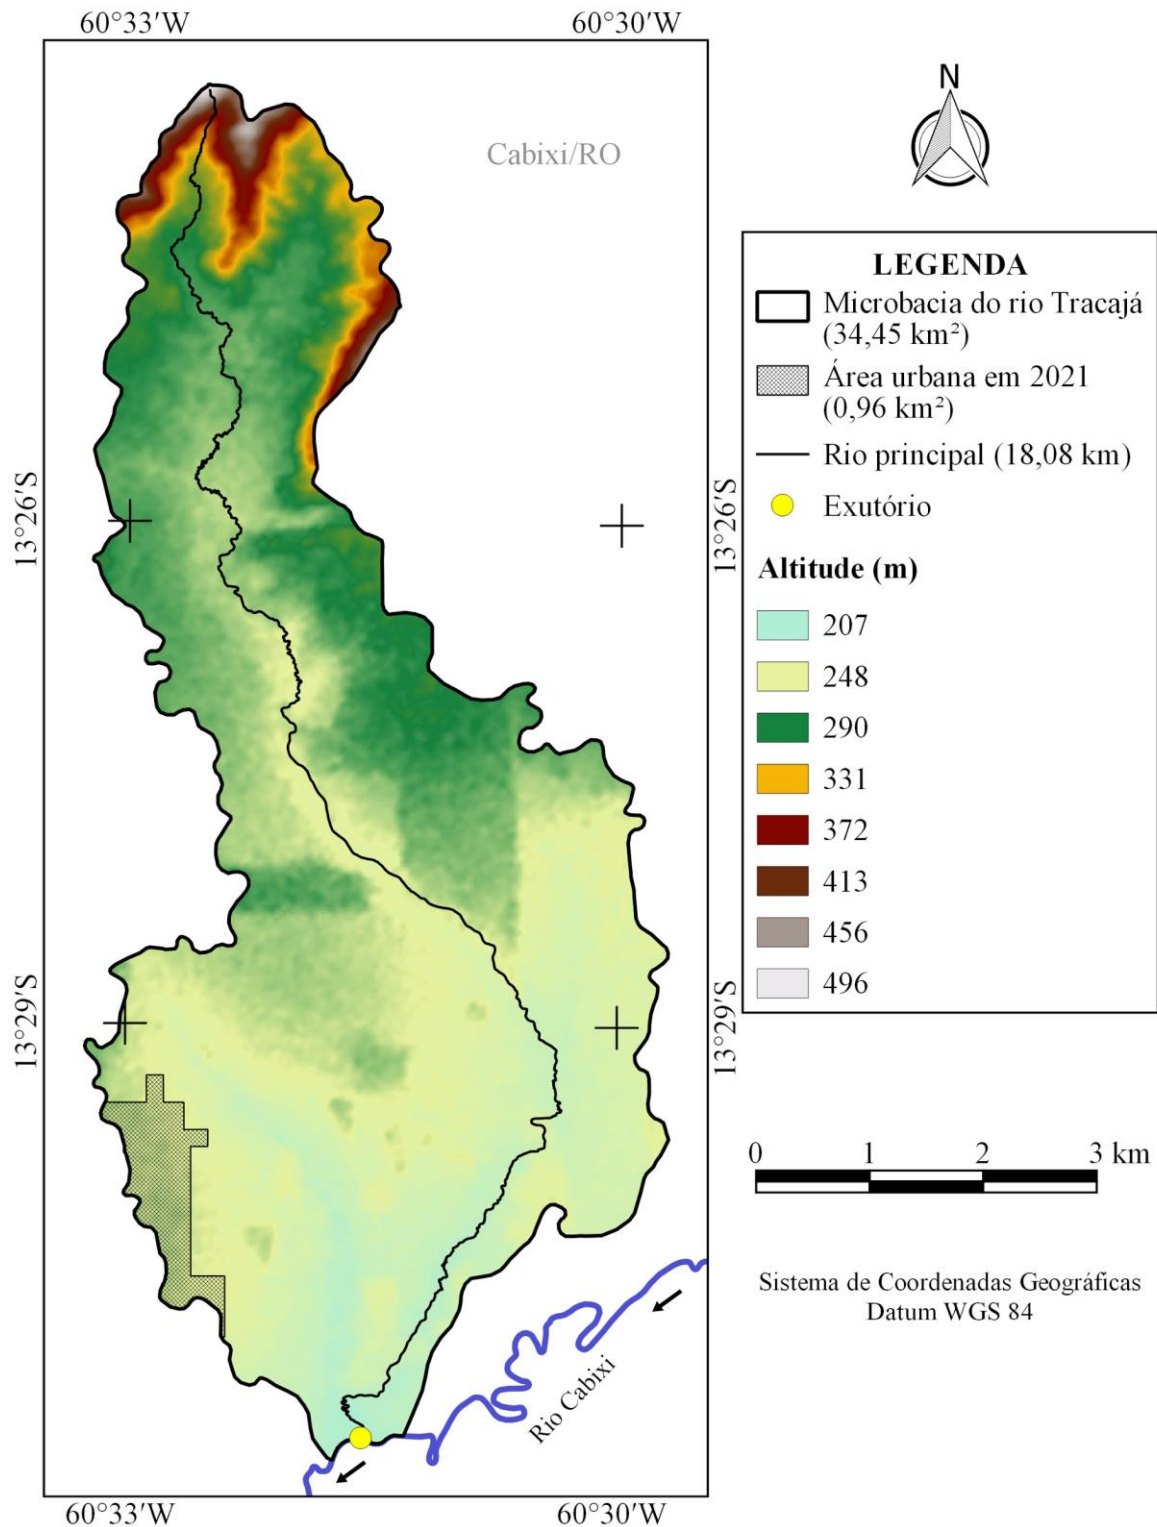 60°33'W
60°30'W
Cabixi/RO
N
13°26'S
13°26'S
13°29'S
13°29'S
LEGENDA
Microbacia do rio Tracajá
(34,45 km²)
Área urbana em 2021
(0,96 km²)
Rio principal (18,08 km)
Exutório
Altitude (m)
207
248
290
331
372
413
456
496
0 1 2 3 km
Sistema de Coordenadas Geográficas
Datum WGS 84
Rio Cabixi
60°33'W
60°30'W